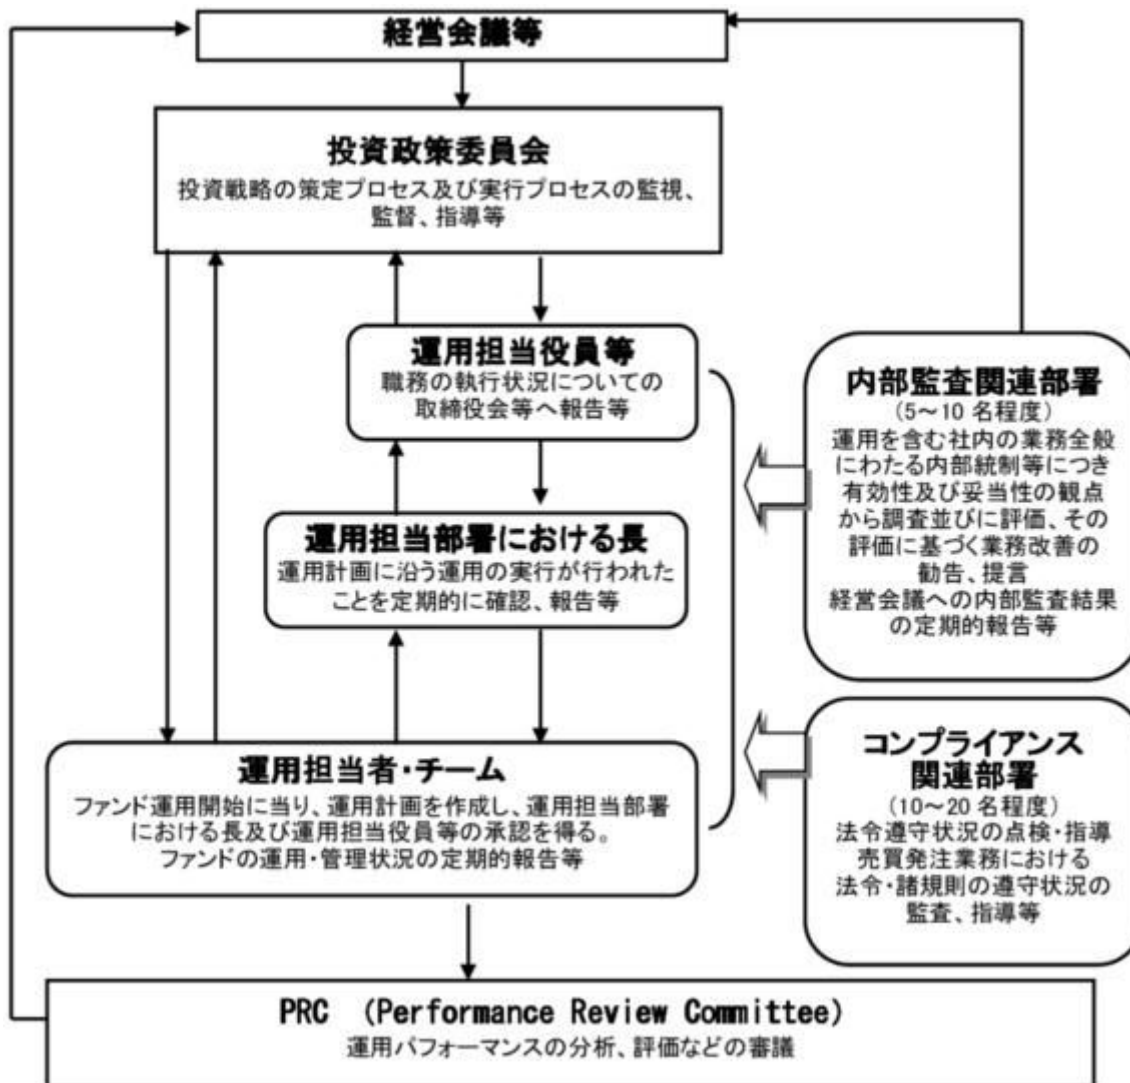 経営会議等
投資政策委員会
投資戦略の策定プロセス及び実行プロセスの監視、
監督、指導等
運用担当役員等
職務の執行状況についての
取締役会等へ報告等
運用担当部署における長
運用計画に沿う運用の実行が行われた
ことを定期的に確認、報告等
運用担当者・チーム
ファンド運用開始に当り、運用計画を作成し、運用担当部署
における長及び運用担当役員等の承認を得る。
ファンドの運用・管理状況の定期的報告等
内部監査関連部署
(5～10 名程度)
運用を含む社内の業務全般
にわたる内部統制等につき
有効性及び妥当性の観点
から調査並びに評価、その
評価に基づく業務改善の
勧告、提言
経営会議への内部監査結果
の定期的報告等
コンプライアンス
関連部署
(10～20 名程度)
法令遵守状況の点検・指導
売買発注業務における
法令・諸規則の遵守状況の
監査、指導等
PRC (Performance Review Committee)
運用パフォーマンスの分析、評価などの審議